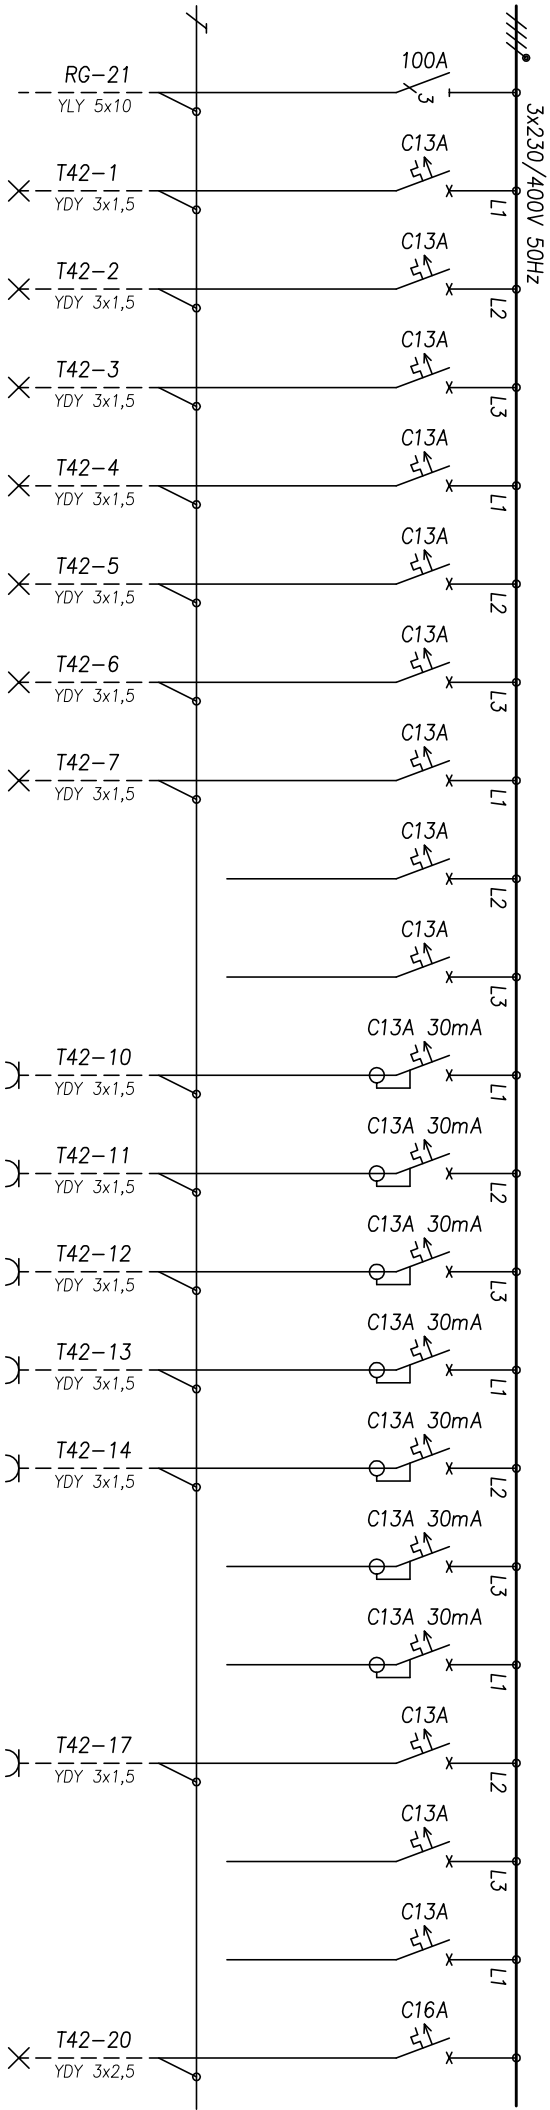 3x230/400V 50Hz
RG-21
YLY 5x10
100A
3
T42-1
YDY 3x1,5
C13A
L1
T42-2
YDY 3x1,5
C13A
L2
T42-3
YDY 3x1,5
C13A
L3
T42-4
YDY 3x1,5
C13A
L1
T42-5
YDY 3x1,5
C13A
L2
T42-6
YDY 3x1,5
C13A
L3
T42-7
YDY 3x1,5
C13A
L1
C13A
L2
C13A
L3
T42-10
YDY 3x1,5
C13A 30mA
L1
T42-11
YDY 3x1,5
C13A 30mA
L2
T42-12
YDY 3x1,5
C13A 30mA
L3
T42-13
YDY 3x1,5
C13A 30mA
L1
T42-14
YDY 3x1,5
C13A 30mA
L2
C13A 30mA
L3
C13A 30mA
L1
T42-17
YDY 3x1,5
C13A
L2
C13A
L3
C13A
L1
T42-20
YDY 3x2,5
C16A